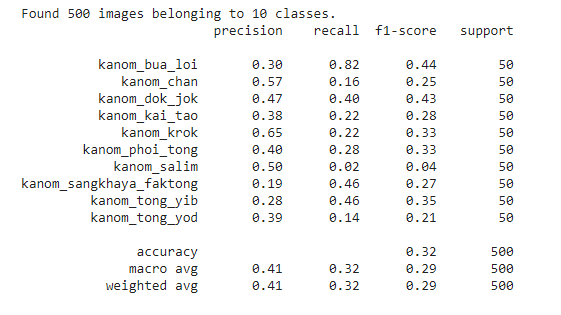 Found 500 images belonging to 10 classes.
precision recall f1-score support
kanom_bua_loi 0.30 0.82 0.44 50
kanom_chan 0.57 0.16 0.25 50
kanom_dok_jok 0.47 0.40 0.43 50
kanom_kai_tao 0.38 0.22 0.28 50
kanom_krok 0.65 0.22 0.33 50
kanom_phoi_tong 0.40 0.28 0.33 50
kanom_salim 0.50 0.02 0.04 50
kanom_sangkhaya_faktong 0.19 0.46 0.27 50
kanom_tong_yib 0.28 0.46 0.35 50
kanom_tong_yod 0.39 0.14 0.21 50
accuracy 0.32 500
macro avg 0.41 0.32 0.29 500
weighted avg 0.41 0.32 0.29 500